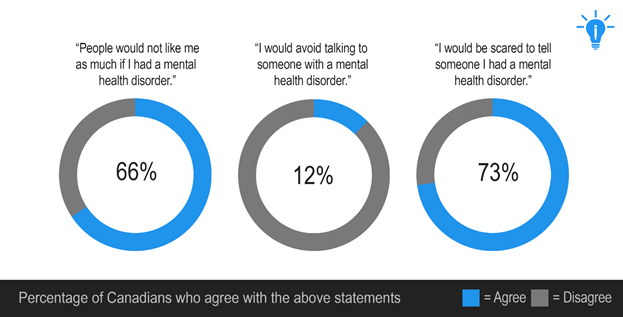 “People would not like me
as much if I had a mental
health disorder.”
66%
“I would avoid talking to
someone with a mental
health disorder.”
12%
“I would be scared to tell
someone I had a mental
health disorder.”
73%
Percentage of Canadians who agree with the above statements
= Agree
= Disagree